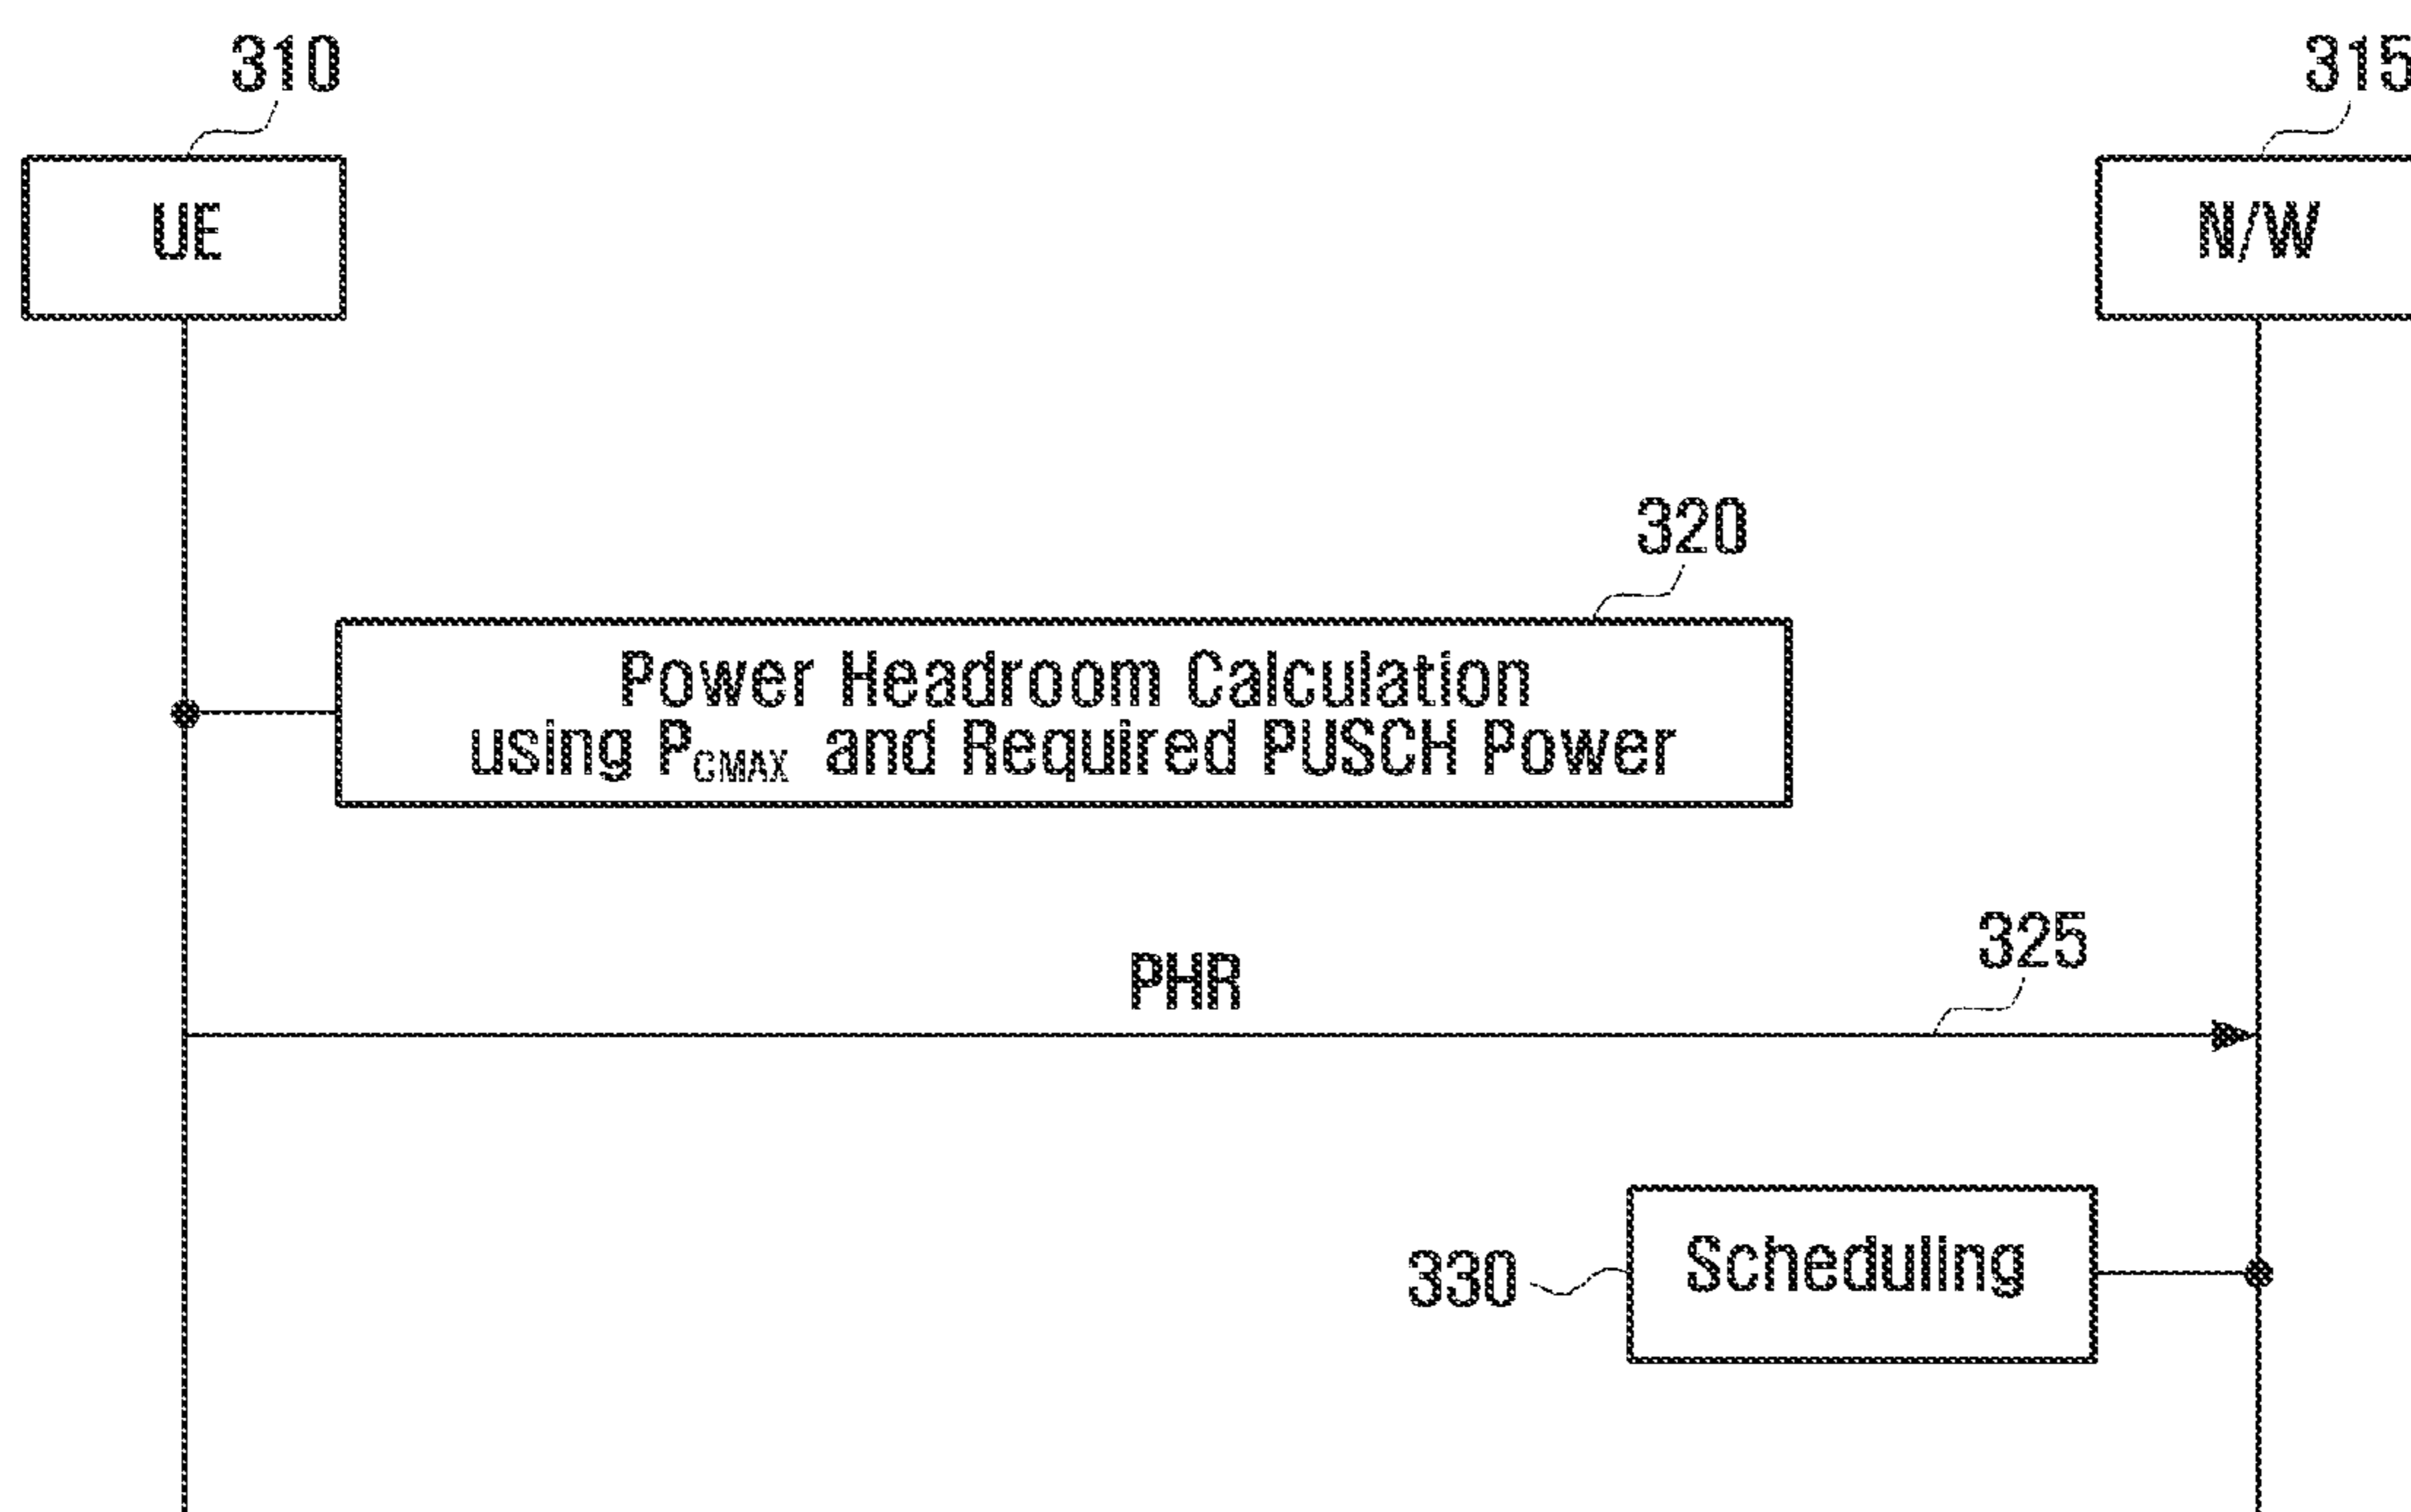 310
315
UE
N/W
320
Power Headroom Calculation
using PCMAX and Required PUSCH Power
325
PHR
330
Scheduling